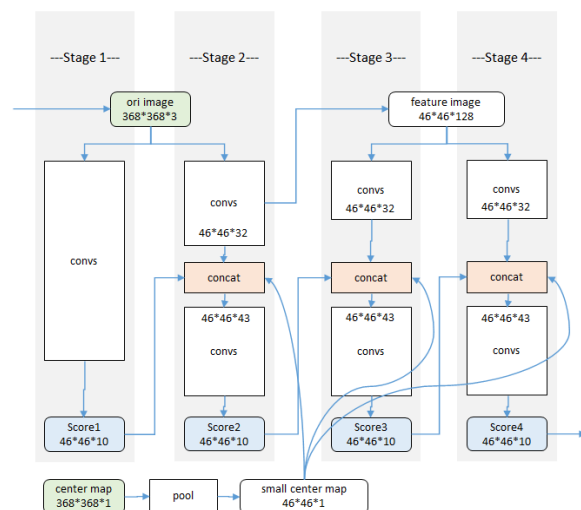 ---Stage 1---
---Stage 2---
---Stage 3---
---Stage 4---
ori image
368*368*3
feature image
46*46*128
convs
convs
46*46*32
convs
46*46*32
convs
46*46*32
concat
concat
concat
46*46*43
convs
46*46*43
convs
46*46*43
convs
Score1
46*46*10
Score2
46*46*10
Score3
46*46*10
Score4
46*46*10
center map
368*368*1
pool
small center map
46*46*1